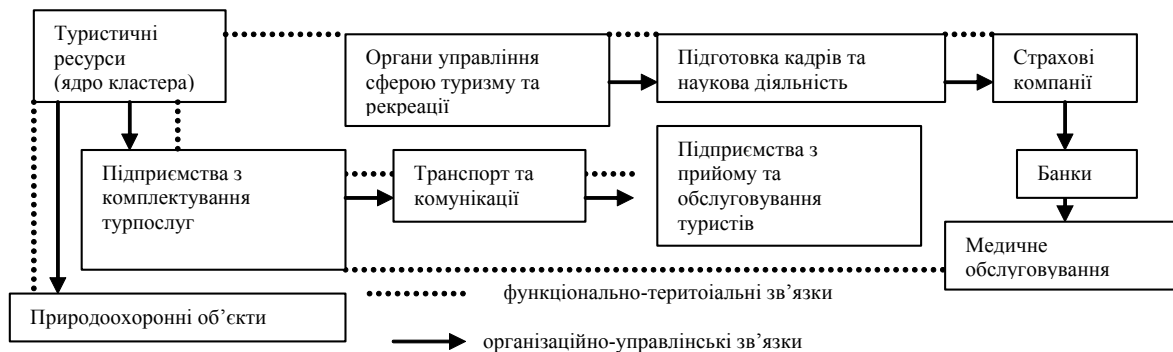 Туристичні
ресурси
(ядро кластера)
Органи управління
сферою туризму та
рекреації
Підготовка кадрів та
наукова діяльність
Страхові
компанії
Підприємства з
комплектування
турпослуг
Транспорт та
комунікації
Підприємства з
прийому та
обслуговування
туристів
Банки
Медичне
обслуговування
Природоохоронні об’єкти
функціонально-теритоіальні зв’язки
організаційно-управлінські зв’язки